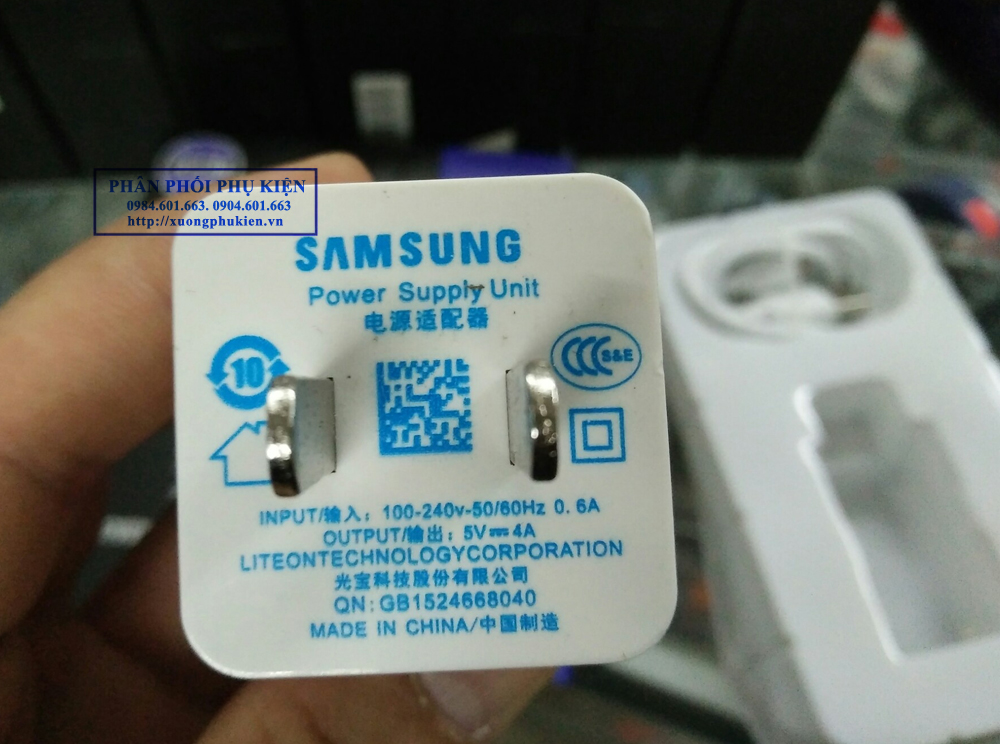 PHÂN PHỐI PHỤ KIỆN
0984.601.663. 0904.601.663
http://xuongphukien.vn
SAMSUNG
Power Supply Unit
电源适配器
10
S&E
INPUT/输入: 100-240v-50/60Hz 0.6A
OUTPUT/输出: 5V⎓4A
LITEONTECHNOLOGYCORPORATION
光宝科技股份有限公司
QN:GB1524668040
MADE IN CHINA/中国制造